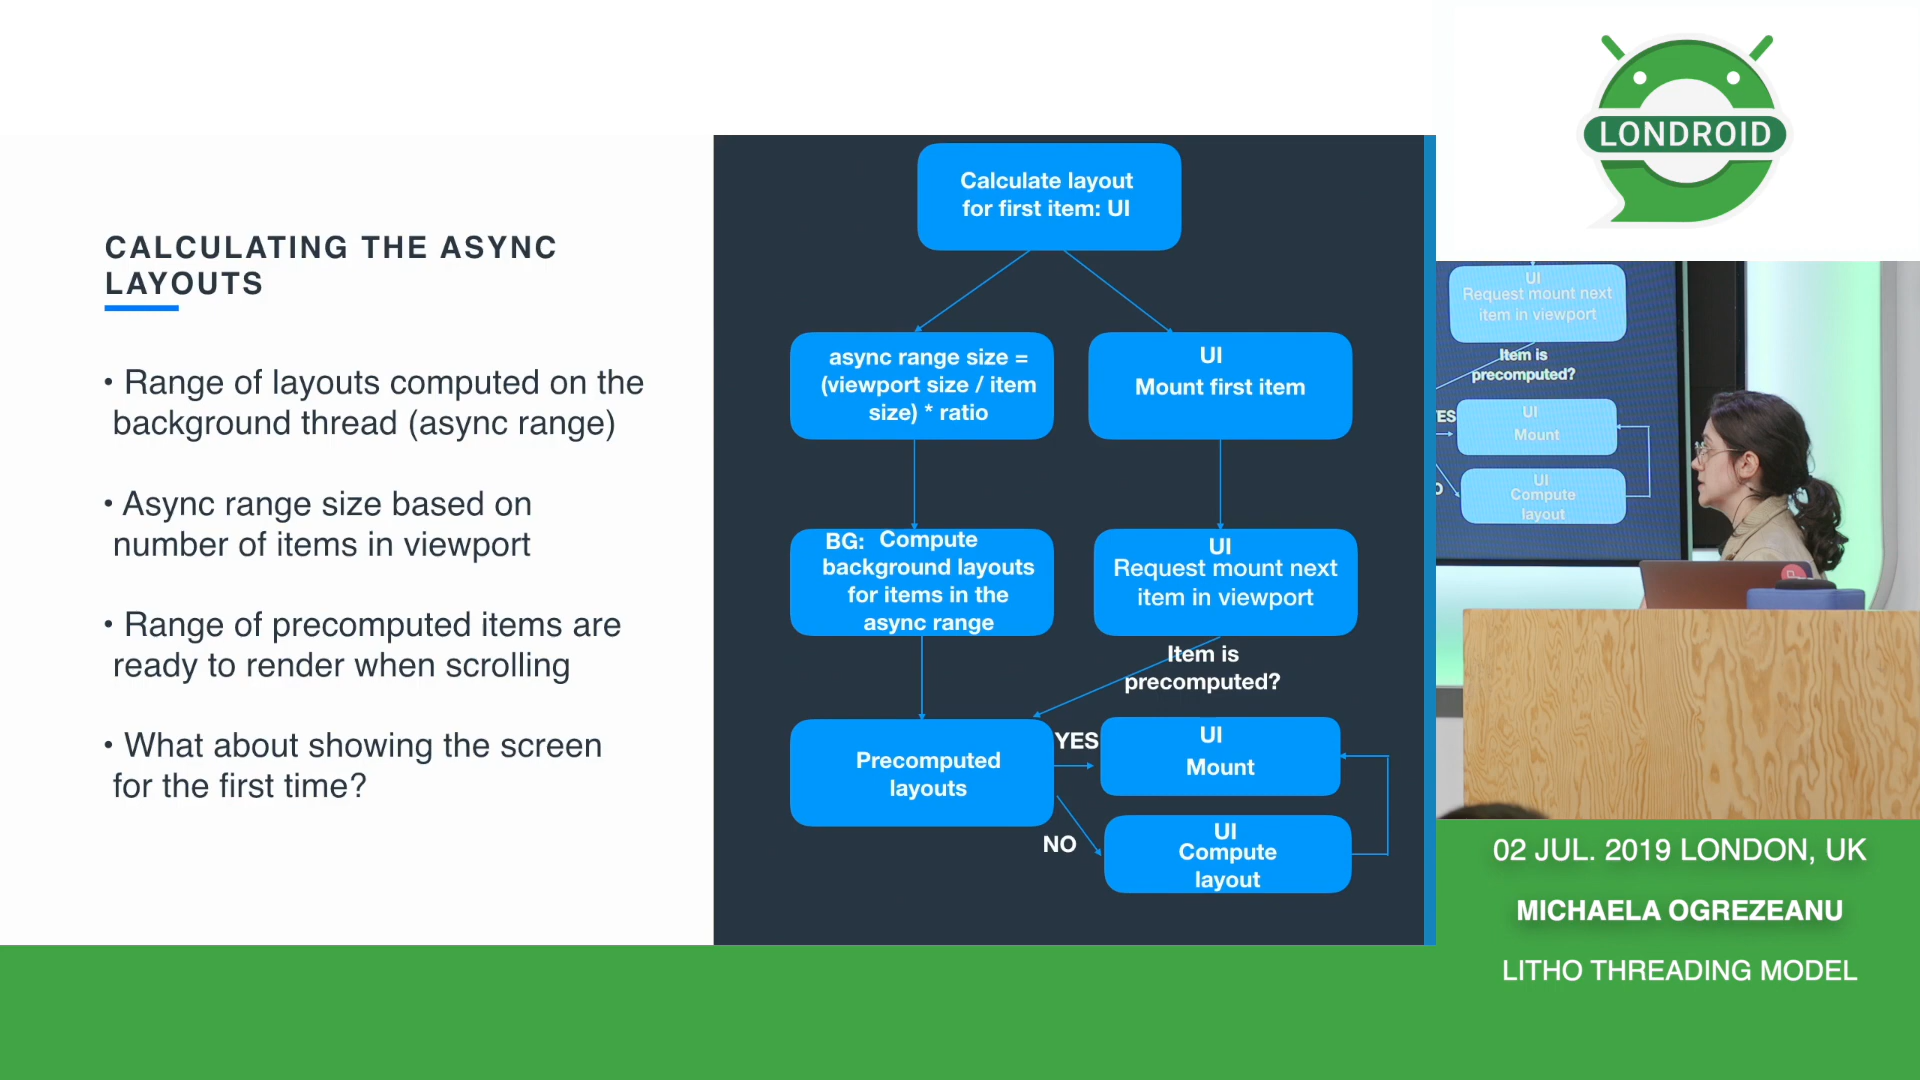 CALCULATING THE ASYNC
LAYOUTS
• Range of layouts computed on the
background thread (async range)
• Async range size based on
number of items in viewport
• Range of precomputed items are
ready to render when scrolling
• What about showing the screen
for the first time?
Calculate layout
for first item: UI
async range size =
(viewport size / item
size) * ratio
UI
Mount first item
BG: Compute
background layouts
for items in the
async range
UI
Request mount next
item in viewport
Item is
precomputed?
Precomputed
layouts
YES
UI
Mount
NO
UI
Compute
layout
LONDROID
UI
Request mount next
item in viewport
Item is
precomputed?
ES
UI
Mount
O
UI
Compute
layout
02 JUL. 2019 LONDON, UK
MICHAELA OGREZEANU
LITHO THREADING MODEL